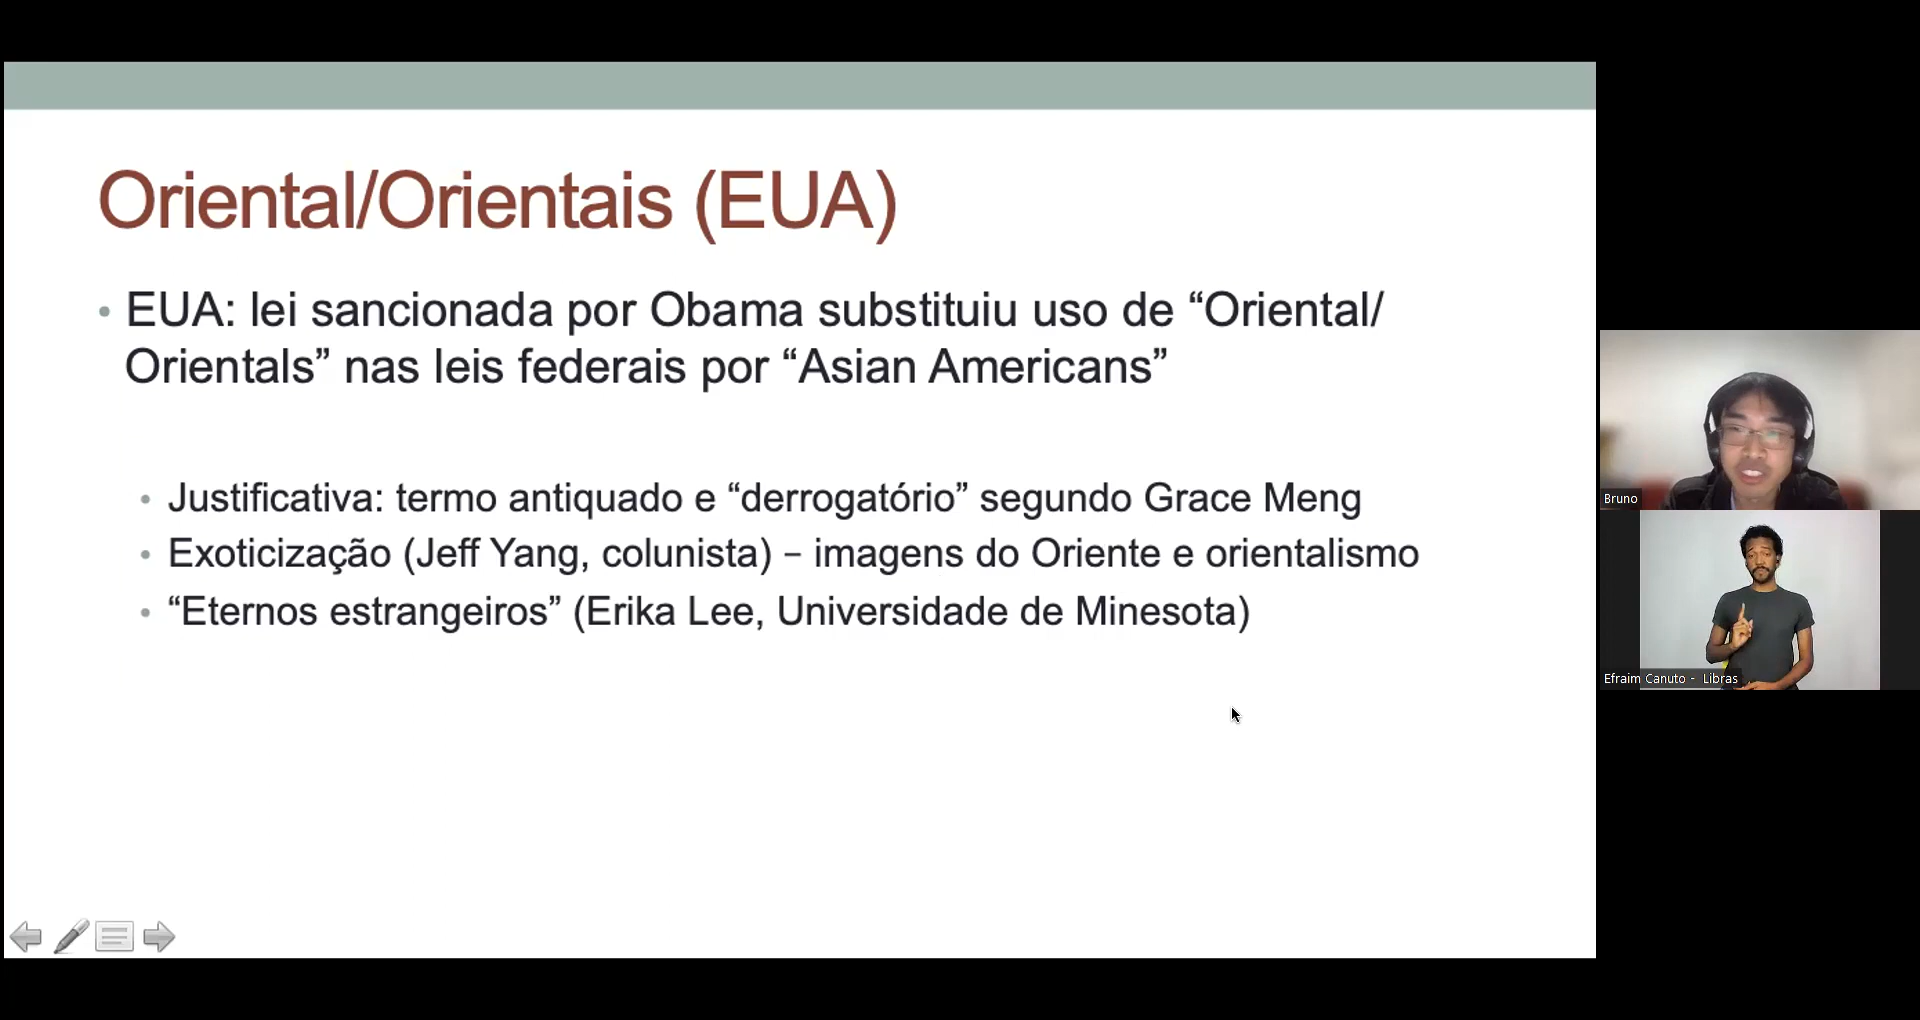 Oriental/Orientais (EUA)
• EUA: lei sancionada por Obama substituiu uso de “Oriental/
Orientals” nas leis federais por “Asian Americans”
• Justificativa: termo antiquado e “derrogatório” segundo Grace Meng
• Exoticização (Jeff Yang, colunista) – imagens do Oriente e orientalismo
• “Eternos estrangeiros” (Erika Lee, Universidade de Minesota)
Bruno
Efraim Canuto - Libras